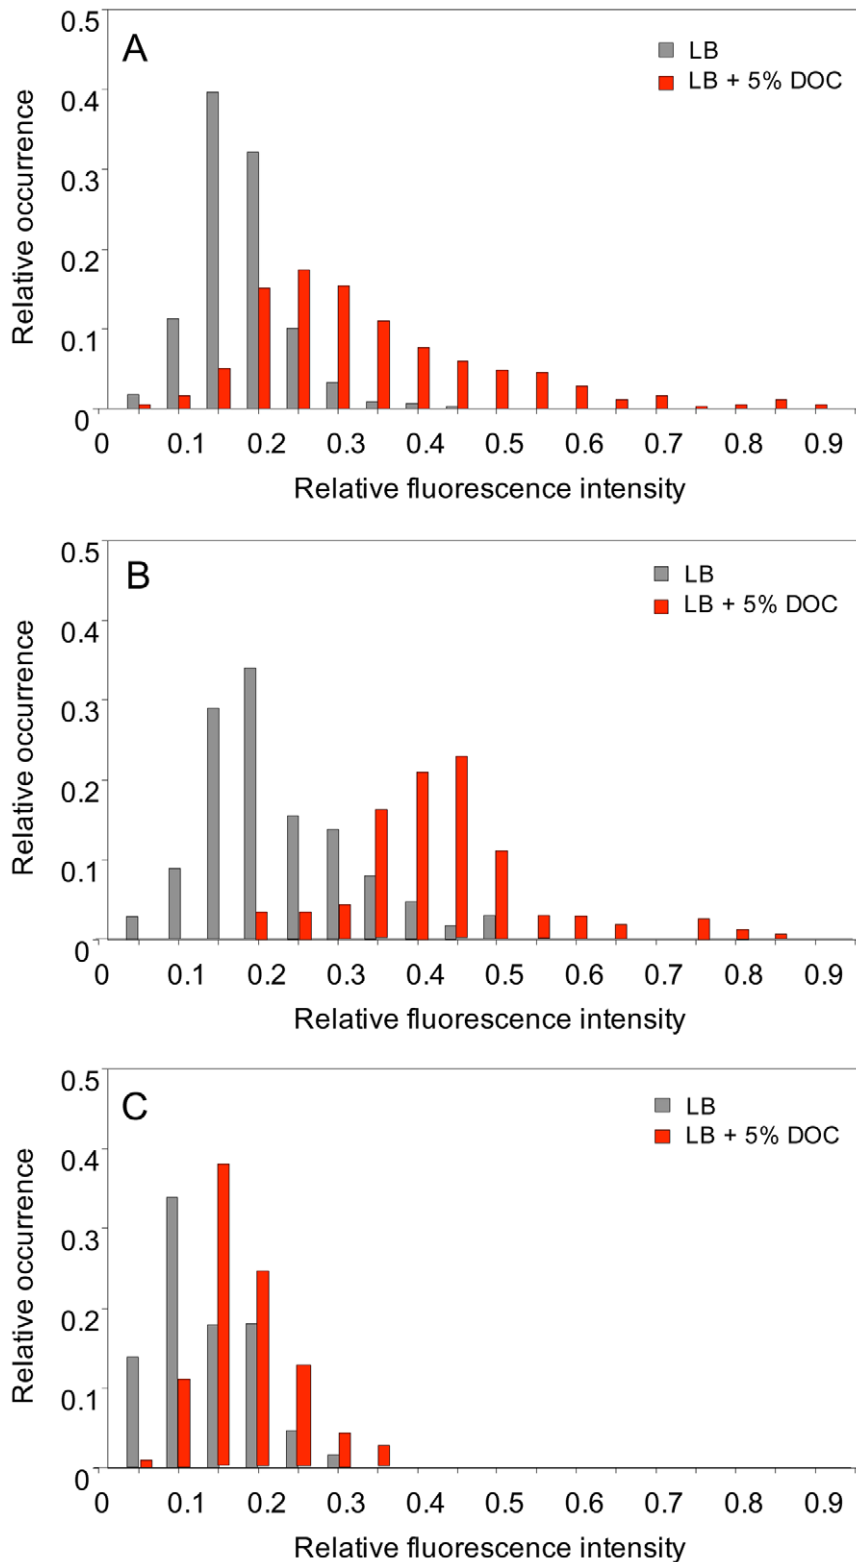 A
LB
LB + 5% DOC
Relative occurrence
0.5
0.4
0.3
0.2
0.1
0
0 0.1 0.2 0.3 0.4 0.5 0.6 0.7 0.8 0.9
Relative fluorescence intensity
B
LB
LB + 5% DOC
Relative occurrence
0.5
0.4
0.3
0.2
0.1
0
0 0.1 0.2 0.3 0.4 0.5 0.6 0.7 0.8 0.9
Relative fluorescence intensity
C
LB
LB + 5% DOC
Relative occurrence
0.5
0.4
0.3
0.2
0.1
0
0 0.1 0.2 0.3 0.4 0.5 0.6 0.7 0.8 0.9
Relative fluorescence intensity